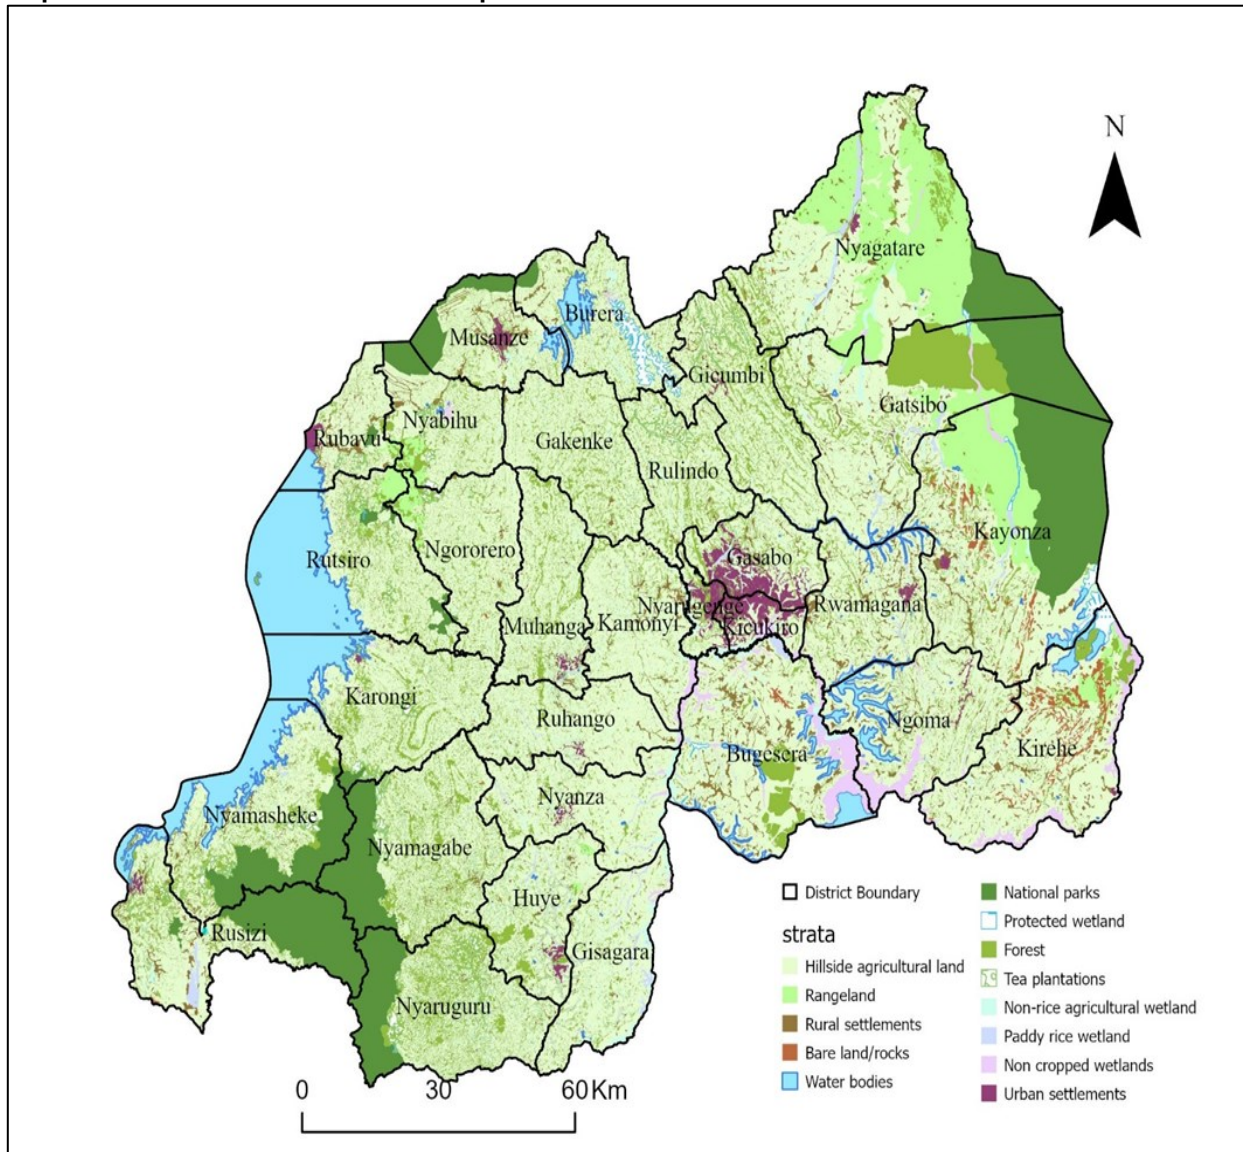 N
Nyagatare
Burera
Musanze
Gicumbi
Gatsibo
Nyabihu
Rubavu
Gakenke
Rulindo
Kayonza
Ngororero
Rutsiro
Gasabo
Nyarugenge
Rwamagana
Muhanga
Kamonyi
Kicukiro
Karongi
Ruhango
Ngoma
Bugesera
Kirehe
Nyanza
Nyamasheke
Nyamagabe
Huye
Rusizi
Gisagara
Nyaruguru
District Boundary
strata
Hillside agricultural land
Rangeland
Rural settlements
Bare land/rocks
Water bodies
National parks
Protected wetland
Forest
Tea plantations
Non-rice agricultural wetland
Paddy rice wetland
Non cropped wetlands
Urban settlements
0 30 60 Km